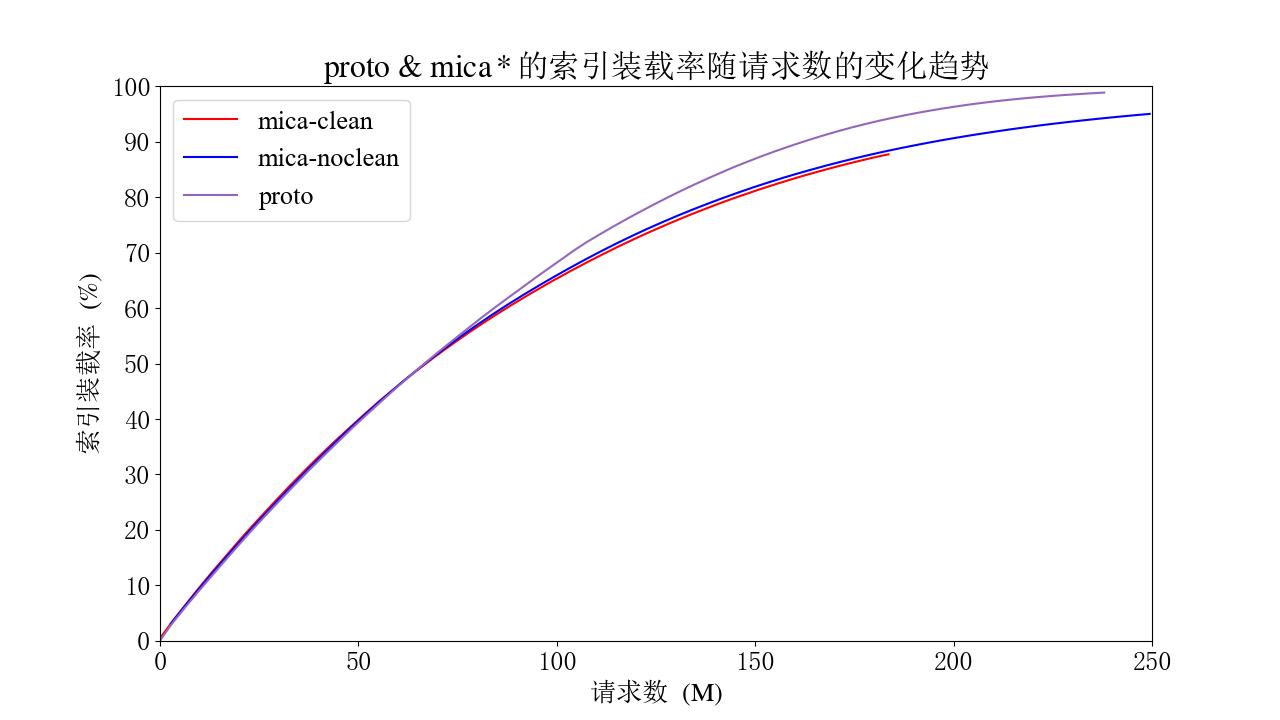 proto & mica * 的索引装载率随请求数的变化趋势
mica-clean
mica-noclean
proto
索引装载率 (%)
100
90
80
70
60
50
40
30
20
10
0
0 50 100 150 200 250
请求数 (M)